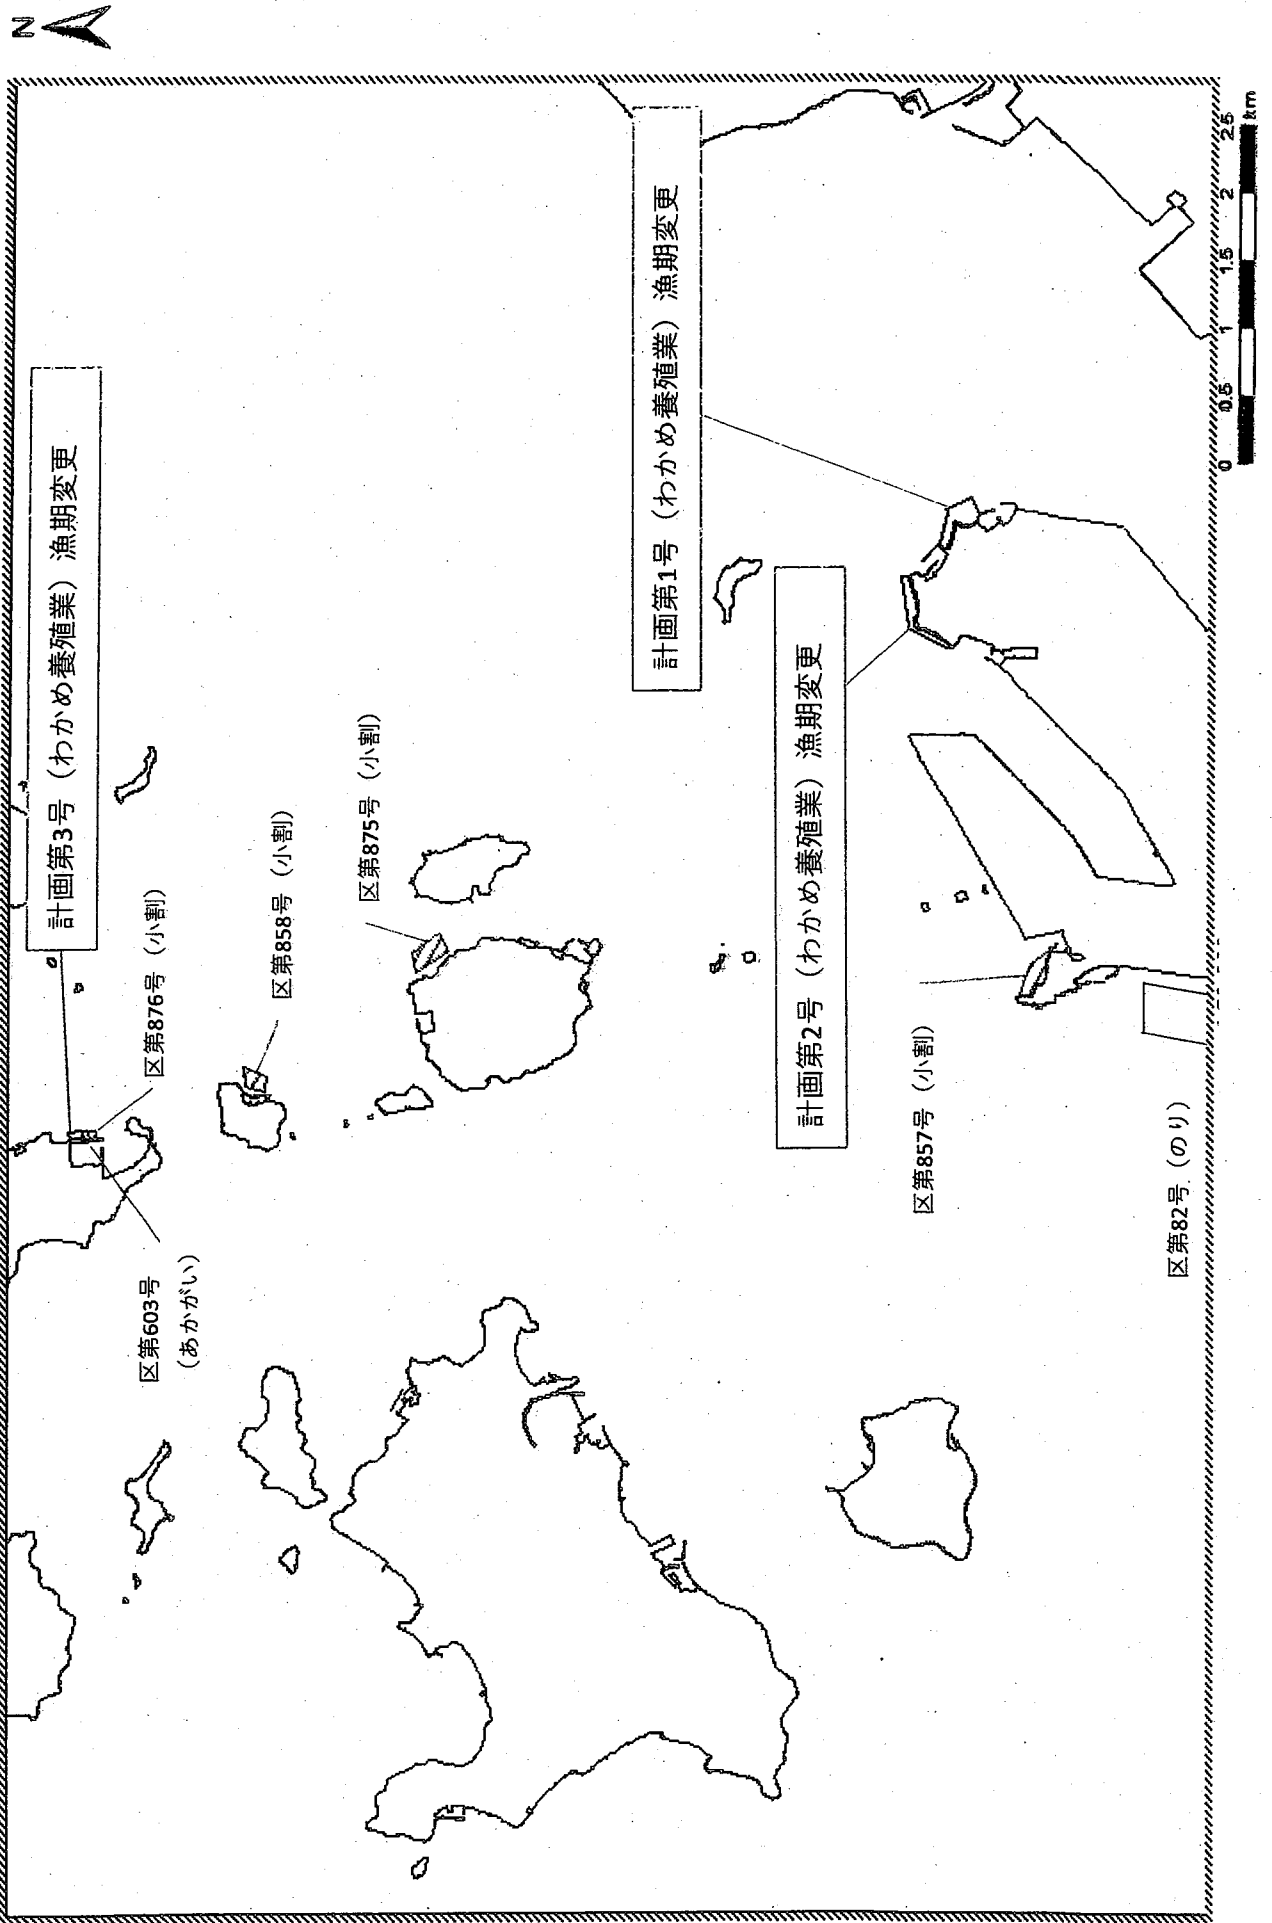 N
計画第3号（わかめ養殖業）漁期変更
区第876号（小割）
区第603号
（あかがい）
区第858号（小割）
区第875号（小割）
計画第1号（わかめ養殖業）漁期変更
計画第2号（わかめ養殖業）漁期変更
区第857号（小割）
区第82号（のり）
0 0.5 1 1.5 2 2.5
km